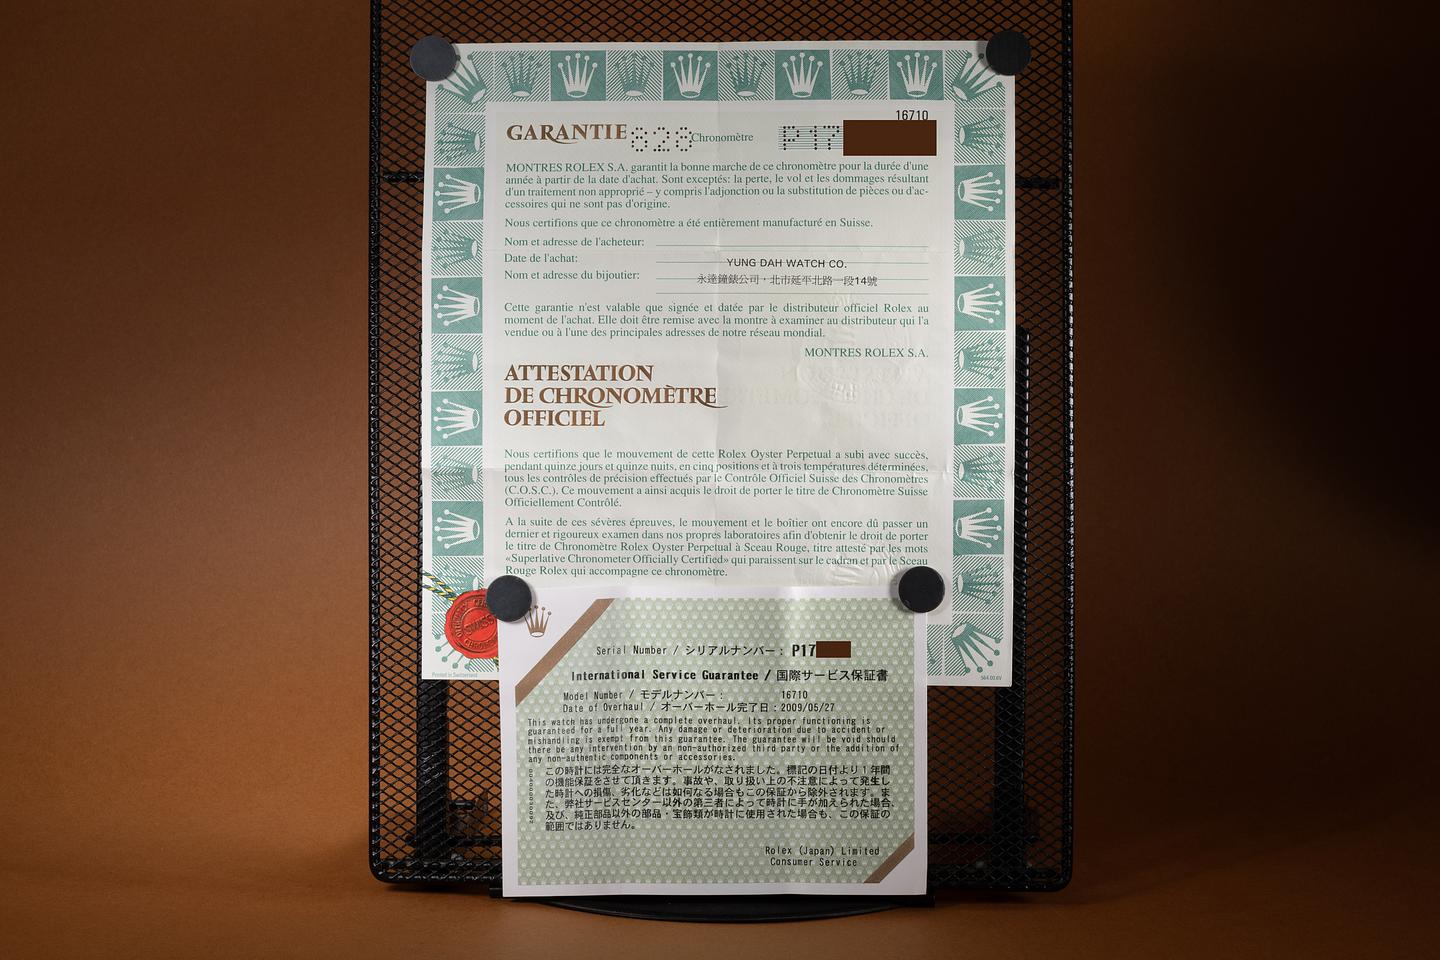 16710
GARANTIE 828 Chronomètre P17
MONTRES ROLEX S.A. garantit la bonne marche de ce chronomètre pour la durée d'une
année à partir de la date d'achat. Sont exceptés: la perte, le vol et les dommages résultant
d'un traitement non approprié – y compris l'adjonction ou la substitution de pièces ou d'ac-
cessoires qui ne sont pas d'origine.
Nous certifions que ce chronomètre a été entièrement manufacturé en Suisse.
Nom et adresse de l'acheteur:
Date de l'achat: YUNG DAH WATCH CO.
Nom et adresse du bijoutier: 永達鐘錶公司，北市延平北路一段14號
Cette garantie n'est valable que signée et datée par le distributeur officiel Rolex au
moment de l'achat. Elle doit être remise avec la montre à examiner au distributeur qui l'a
vendue ou à l'une des principales adresses de notre réseau mondial.
MONTRES ROLEX S.A.
ATTESTATION
DE CHRONOMÈTRE
OFFICIEL
Nous certifions que le mouvement de cette Rolex Oyster Perpetual a subi avec succès,
pendant quinze jours et quinze nuits, en cinq positions et à trois températures déterminées,
tous les contrôles de précision effectués par le Contrôle Officiel Suisse des Chronomètres
(C.O.S.C.). Ce mouvement a ainsi acquis le droit de porter le titre de Chronomètre Suisse
Officiellement Contrôlé.
A la suite de ces sévères épreuves, le mouvement et le boîtier ont encore dû passer un
dernier et rigoureux examen dans nos propres laboratoires afin d'obtenir le droit de porter
le titre de Chronomètre Rolex Oyster Perpetual à Sceau Rouge, titre attesté par les mots
«Superlative Chronometer Officially Certified» qui paraissent sur le cadran et par le Sceau
Rouge Rolex qui accompagne ce chronomètre.
SWISS
Printed in Switzerland
564.00.6V
Serial Number / シリアルナンバー : P17
International Service Guarantee / 国際サービス保証書
Model Number / モデルナンバー : 16710
Date of Overhaul / オーバーホール完了日 : 2009/05/27
This watch has undergone a complete overhaul. Its proper functioning is
guaranteed for a full year. Any damage or deterioration due to accident or
mishandling is exempt from this guarantee. The guarantee will be void should
there be any intervention by an non-authorized third party or the addition of
any non-authentic components or accessories.
この時計には完全なオーバーホールがなされました。標記の日付より１年間
の機能保証をさせて頂きます。事故や、取り扱い上の不注意によって発生し
た時計への損傷、劣化などは如何なる場合もこの保証から除外されます。ま
た、弊社サービスセンター以外の第三者によって時計に手が加えられた場合、
及び、純正部品以外の部品・宝飾類が時計に使用された場合も、この保証の
範囲ではありません。
Rolex (Japan) Limited
Consumer Service